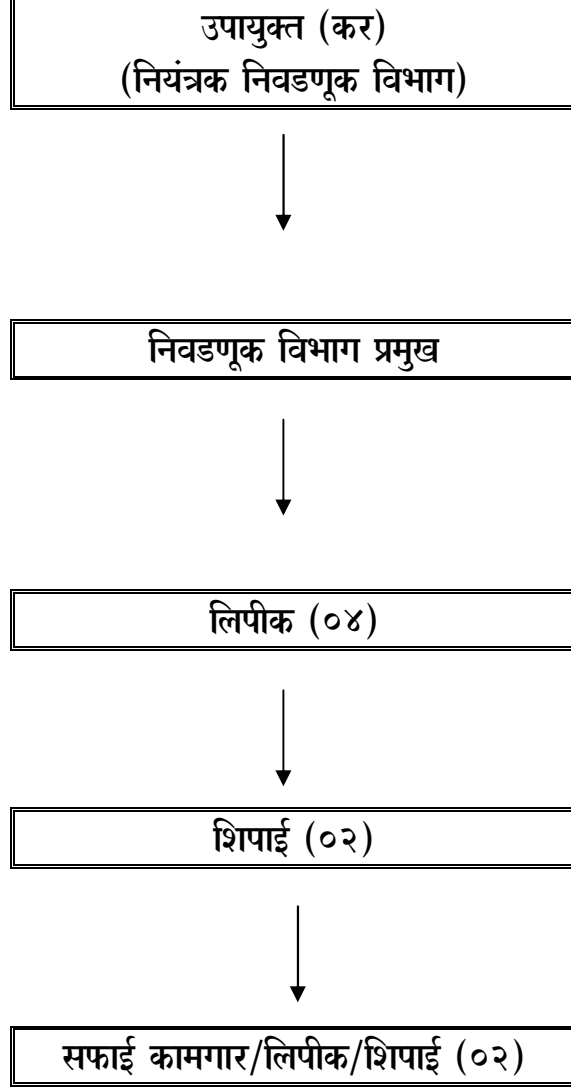 उपायुक्त (कर)
(नियंत्रक निवडणूक विभाग)
निवडणूक विभाग प्रमुख
लिपीक (०४)
शिपाई (०२)
सफाई कामगार/लिपीक/शिपाई (०२)